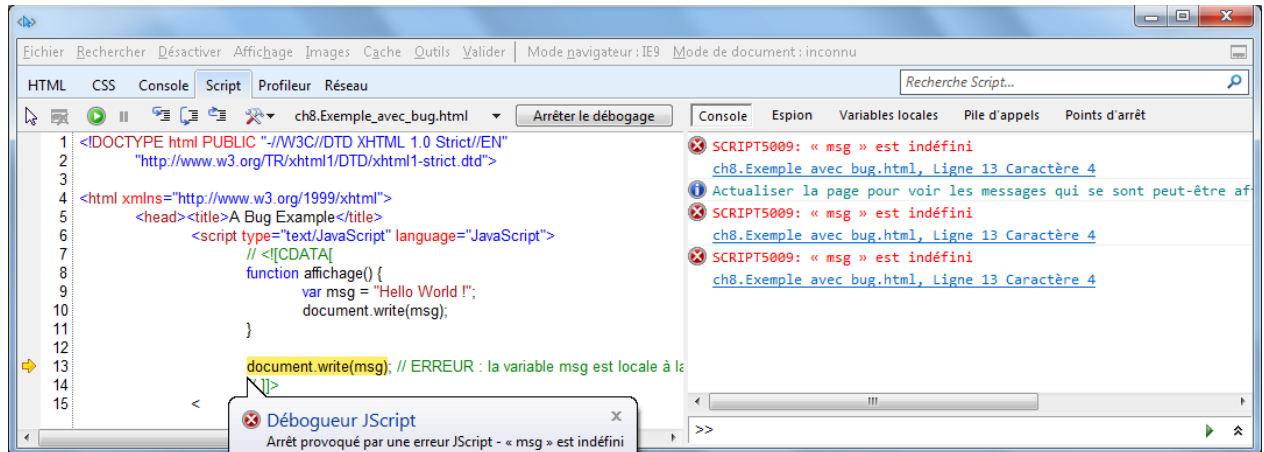 Fichier Rechercher Désactiver Affichage Images Cache Outils Valider Mode navigateur : IE9 Mode de document : inconnu
HTML CSS Console Script Profileur Réseau Recherche Script...
ch8.Exemple_avec_bug.html Arrêter le débogage
Console Espion Variables locales Pile d'appels Points d'arrêt
1 <!DOCTYPE html PUBLIC "-//W3C//DTD XHTML 1.0 Strict//EN"
2 "http://www.w3.org/TR/xhtml1/DTD/xhtml1-strict.dtd">
3
4 <html xmlns="http://www.w3.org/1999/xhtml">
5 <head><title>A Bug Example</title>
6 <script type="text/JavaScript" language="JavaScript">
7 // <![CDATA[
8 function affichage() {
9 var msg = "Hello World !";
10 document.write(msg);
11 }
12
13 document.write(msg); // ERREUR : la variable msg est locale à la
14 ]]>
15 <
Débogueur JScript
Arrêt provoqué par une erreur JScript - « msg » est indéfini
SCRIPT5009: « msg » est indéfini
ch8.Exemple avec bug.html, Ligne 13 Caractère 4
Actualiser la page pour voir les messages qui se sont peut-être af
SCRIPT5009: « msg » est indéfini
ch8.Exemple avec bug.html, Ligne 13 Caractère 4
SCRIPT5009: « msg » est indéfini
ch8.Exemple avec bug.html, Ligne 13 Caractère 4
>>